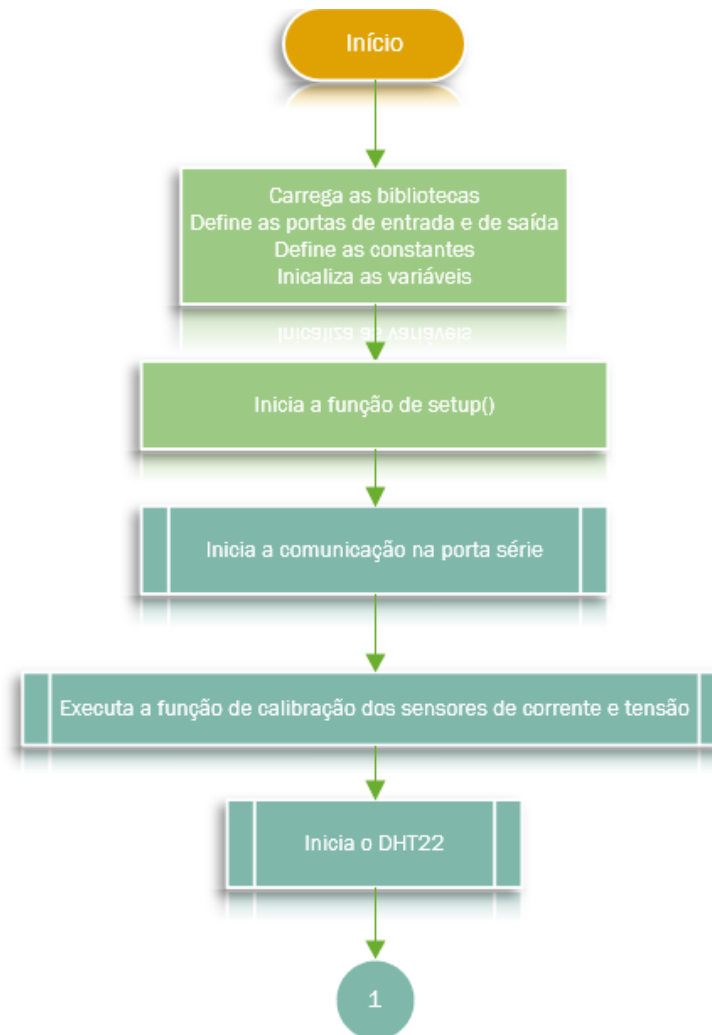 Início
Carrega as bibliotecas
Define as portas de entrada e de saída
Define as constantes
Inicaliza as variáveis
Inicia a função de setup()
Inicia a comunicação na porta série
Executa a função de calibração dos sensores de corrente e tensão
Inicia o DHT22
1